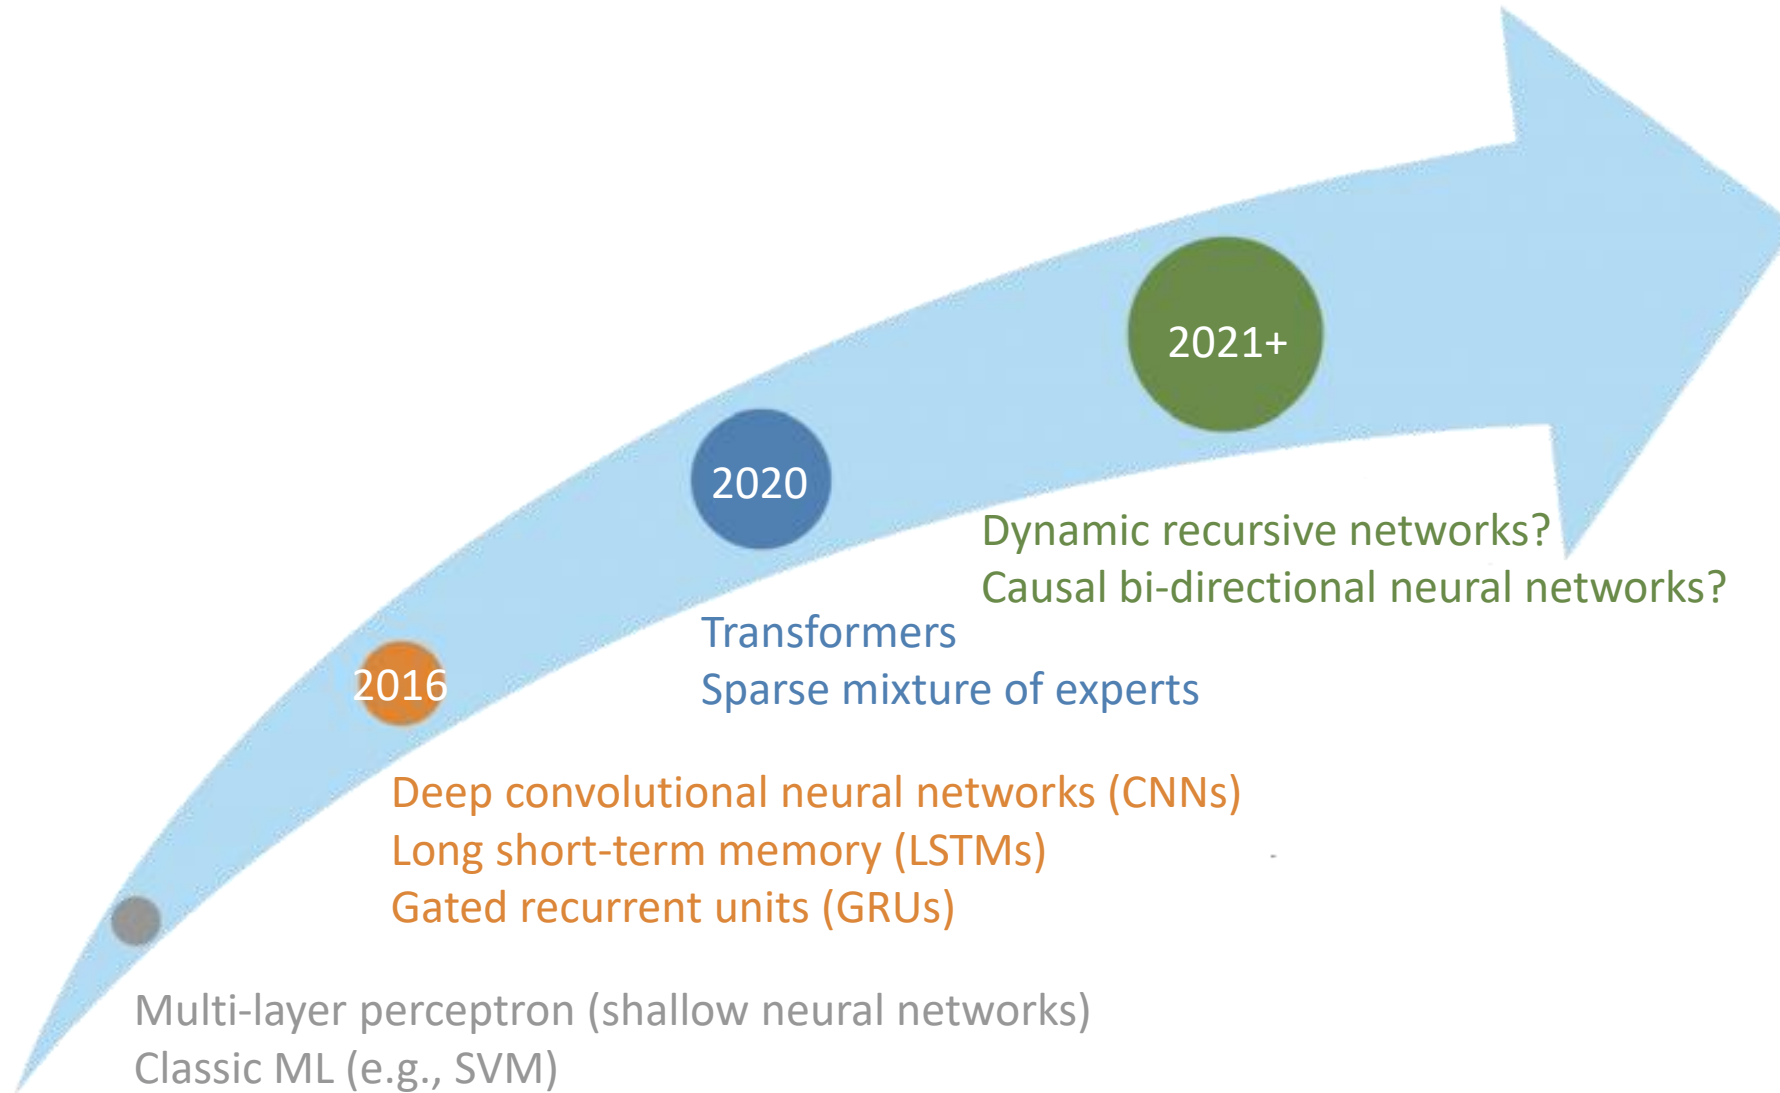 2021+
2020
Dynamic recursive networks?
Causal bi-directional neural networks?
Transformers
Sparse mixture of experts
2016
Deep convolutional neural networks (CNNs)
Long short-term memory (LSTMs)
Gated recurrent units (GRUs)
Multi-layer perceptron (shallow neural networks)
Classic ML (e.g., SVM)